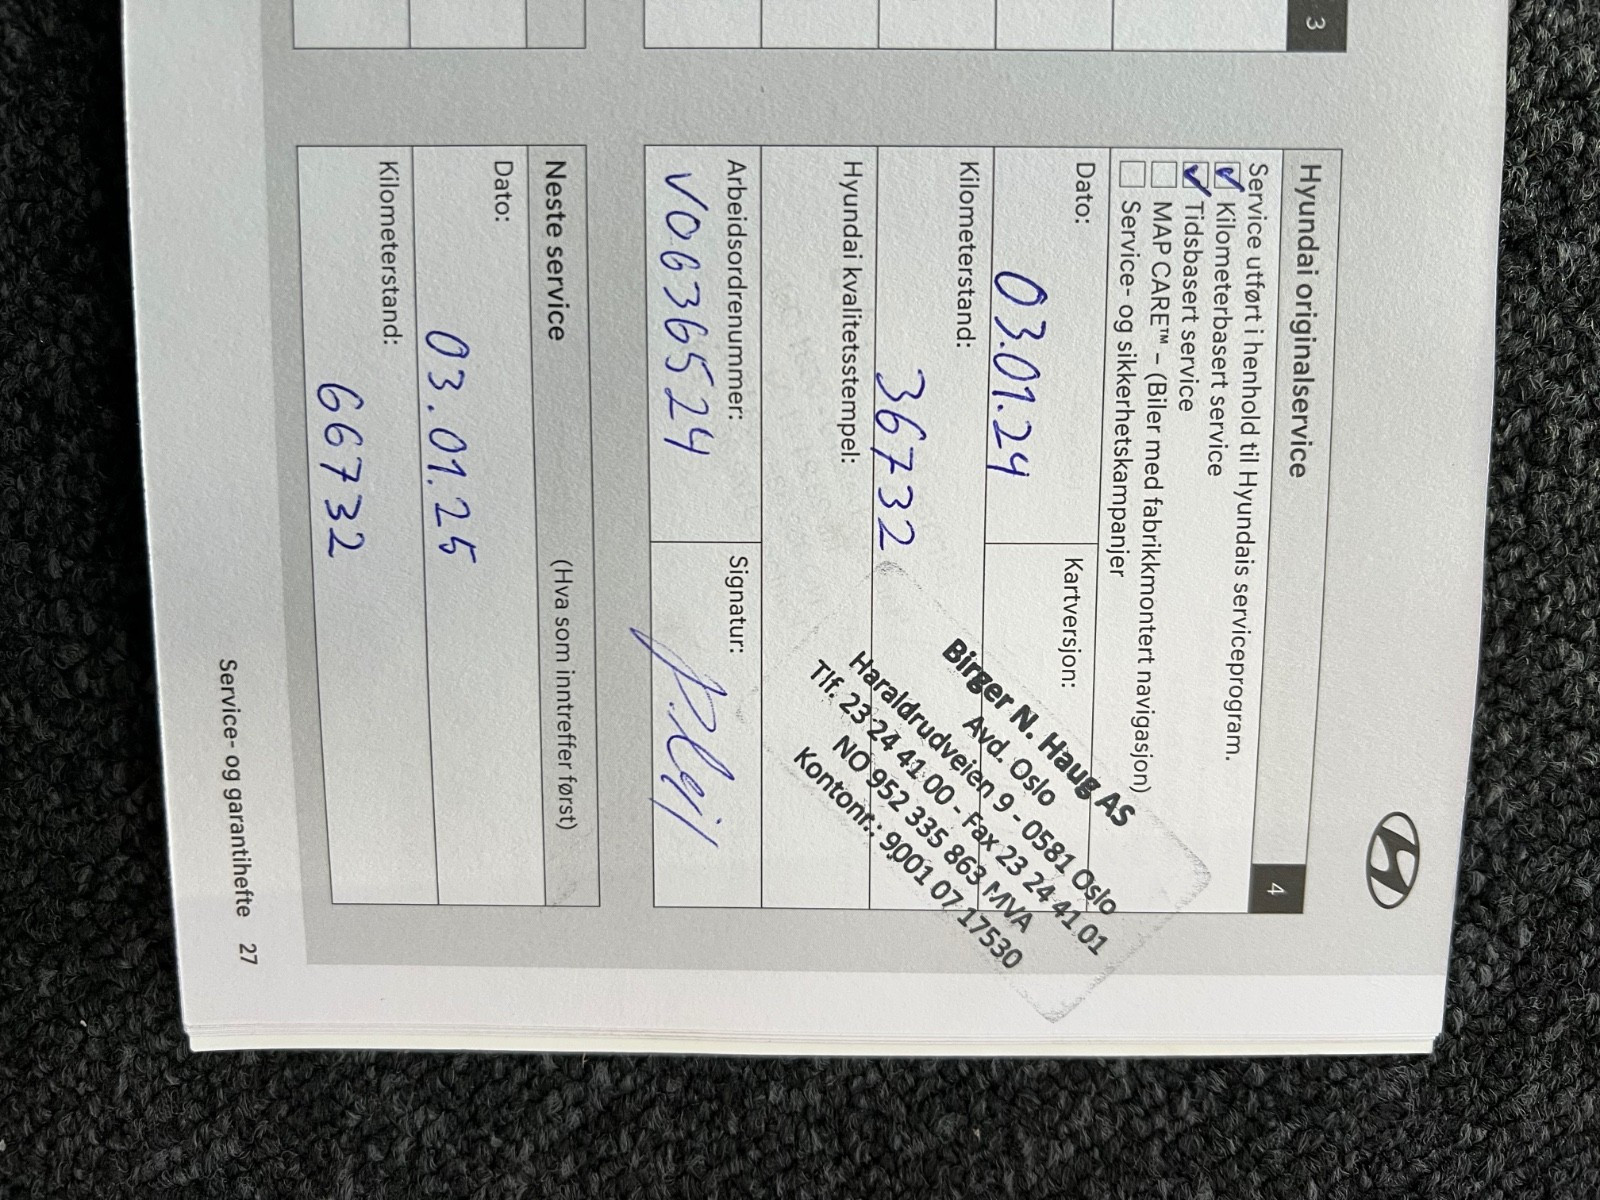 3
Hyundai originalservice
4
Service utført i henhold til Hyundais serviceprogram.
Kilometerbasert service
Tidsbasert service
MAP CARE™ – (Biler med fabrikkmontert navigasjon)
Service- og sikkerhetskampanjer
Dato:
03.01.24
Kartversjon:
Kilometerstand:
36732
Hyundai kvalitetsstempel:
Birger N. Haug AS
Avd. Oslo
Haraldrudveien 9 - 0581 Oslo
Tlf. 23 24 41 00 - Fax 23 24 41 01
NO 952 335 863 MVA
Kontonr.: 9001 07 17530
Arbeidsordrenummer:
V0636524
Signatur:
Neste service (Hva som inntreffer først)
Dato:
03.01.25
Kilometerstand:
66732
Service- og garantihefte 27